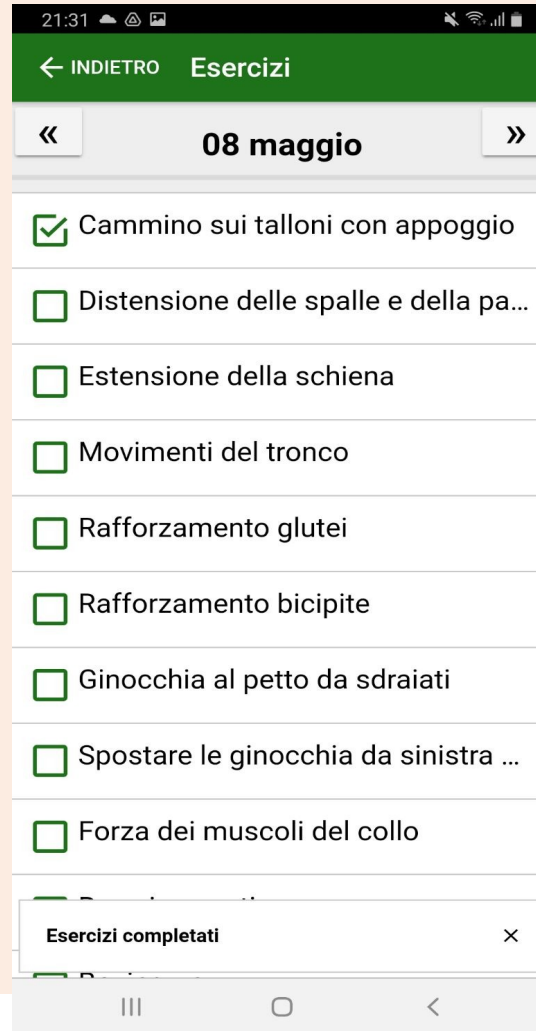 21:31
← INDIETRO Esercizi
« 08 maggio »
Cammino sui talloni con appoggio
Distensione delle spalle e della pa...
Estensione della schiena
Movimenti del tronco
Rafforzamento glutei
Rafforzamento bicipite
Ginocchia al petto da sdraiati
Spostare le ginocchia da sinistra ...
Forza dei muscoli del collo
Esercizi completati ×